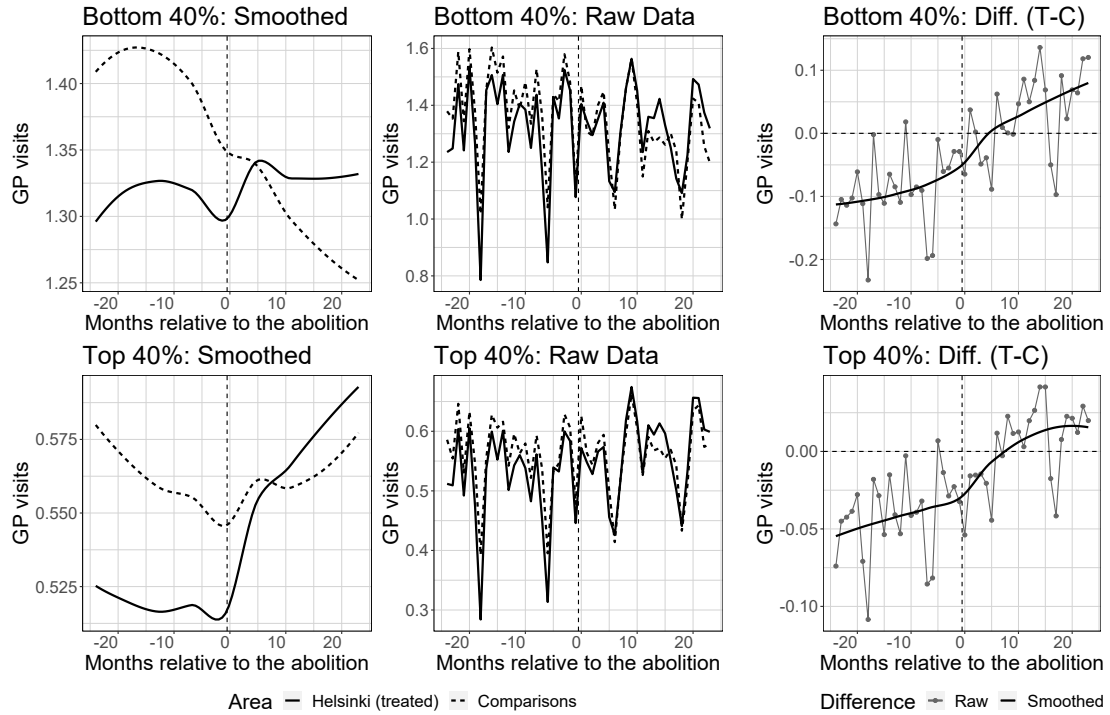 Bottom 40%: Smoothed
GP visits
1.40
1.35
1.30
1.25
-20 -10 0 10 20
Months relative to the abolition
Bottom 40%: Raw Data
GP visits
1.6
1.4
1.2
1.0
0.8
-20 -10 0 10 20
Months relative to the abolition
Bottom 40%: Diff. (T-C)
GP visits
0.1
0.0
-0.1
-0.2
-20 -10 0 10 20
Months relative to the abolition
Top 40%: Smoothed
GP visits
0.575
0.550
0.525
-20 -10 0 10 20
Months relative to the abolition
Top 40%: Raw Data
GP visits
0.6
0.5
0.4
0.3
-20 -10 0 10 20
Months relative to the abolition
Top 40%: Diff. (T-C)
GP visits
0.00
-0.05
-0.10
-20 -10 0 10 20
Months relative to the abolition
Area Helsinki (treated) Comparisons
Difference Raw Smoothed